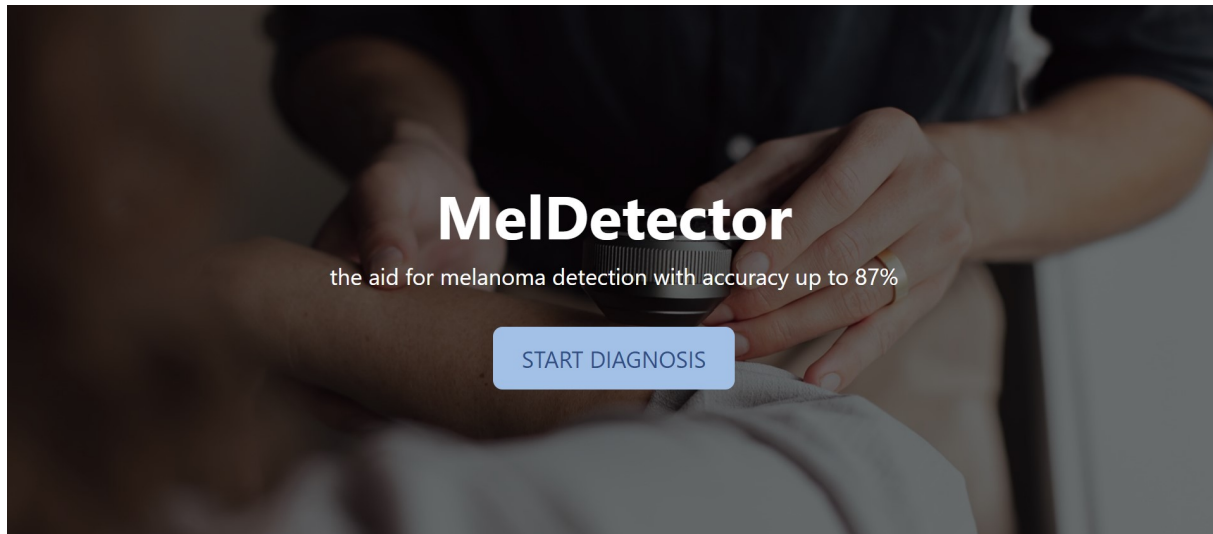 MelDetector
the aid for melanoma detection with accuracy up to 87%
START DIAGNOSIS